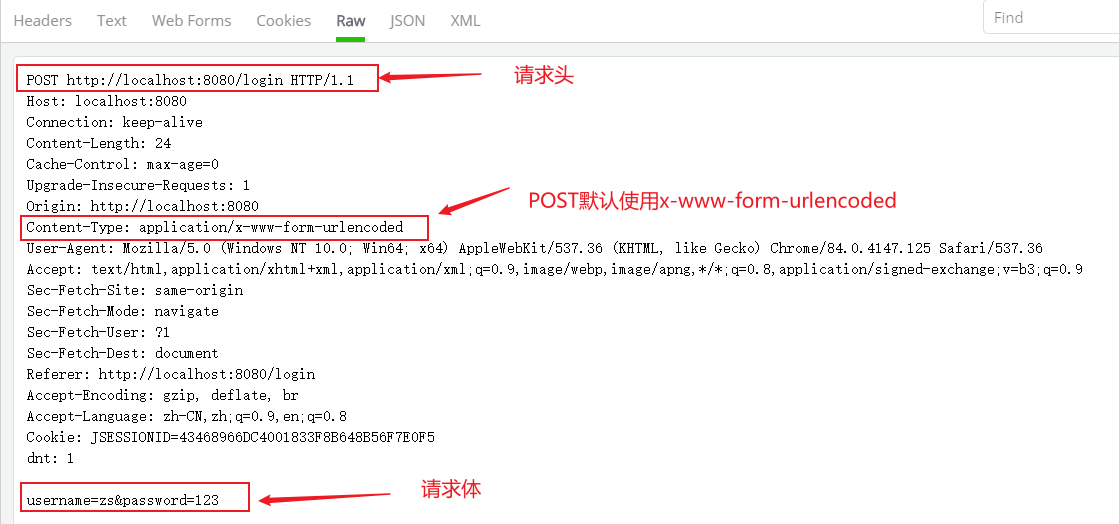 Headers Text Web Forms Cookies Raw JSON XML Find
POST http://localhost:8080/login HTTP/1.1 请求头
Host: localhost:8080
Connection: keep-alive
Content-Length: 24
Cache-Control: max-age=0
Upgrade-Insecure-Requests: 1
Origin: http://localhost:8080
POST默认使用x-www-form-urlencoded
Content-Type: application/x-www-form-urlencoded
User-Agent: Mozilla/5.0 (Windows NT 10.0; Win64; x64) AppleWebKit/537.36 (KHTML, like Gecko) Chrome/84.0.4147.125 Safari/537.36
Accept: text/html,application/xhtml+xml,application/xml;q=0.9,image/webp,image/apng,*/*;q=0.8,application/signed-exchange;v=b3;q=0.9
Sec-Fetch-Site: same-origin
Sec-Fetch-Mode: navigate
Sec-Fetch-User: ?1
Sec-Fetch-Dest: document
Referer: http://localhost:8080/login
Accept-Encoding: gzip, deflate, br
Accept-Language: zh-CN,zh;q=0.9,en;q=0.8
Cookie: JSESSIONID=43468966DC4001833F8B648B56F7E0F5
dnt: 1
username=zs&password=123 请求体